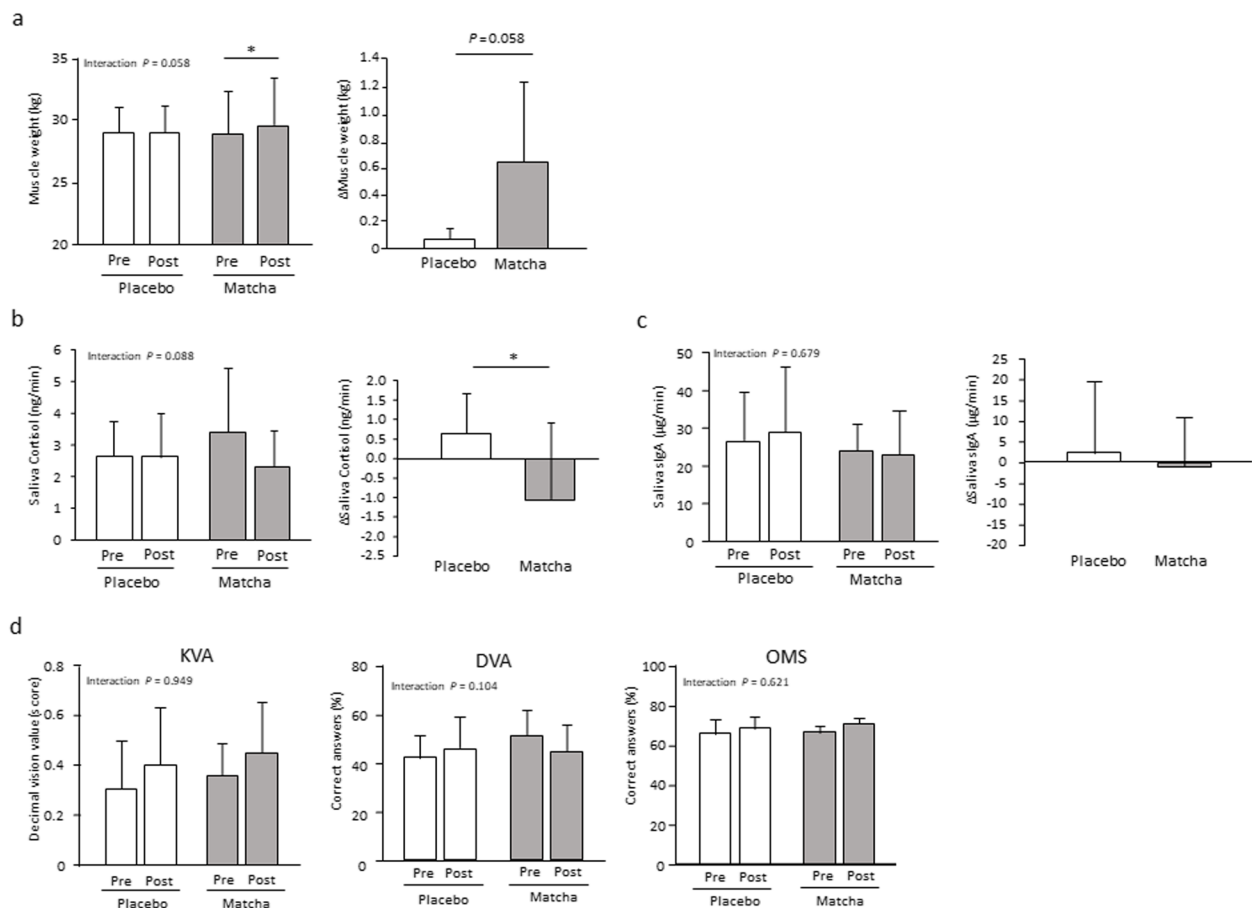 a
Interaction P = 0.058
*
Muscle weight (kg)
35
30
25
20
Pre Post Pre Post
Placebo Matcha
P = 0.058
ΔMuscle weight (kg)
1.4
1.2
1.0
0.8
0.6
0.4
0.2
0
Placebo Matcha
b
Interaction P = 0.088
Saliva Cortisol (ng/min)
6
5
4
3
2
1
0
Pre Post Pre Post
Placebo Matcha
*
ΔSaliva Cortisol (ng/min)
2.0
1.5
1.0
0.5
0.0
-0.5
-1.0
-1.5
-2.0
-2.5
Placebo Matcha
c
Interaction P = 0.679
Saliva sIgA (µg/min)
50
40
30
20
10
0
Pre Post Pre Post
Placebo Matcha
ΔSaliva sIgA (µg/min)
25
20
15
10
5
0
-5
-10
-15
-20
Placebo Matcha
d
KVA
Interaction P = 0.949
Decimal vision value(score)
0.8
0.6
0.4
0.2
0
Pre Post Pre Post
Placebo Matcha
DVA
Interaction P = 0.104
Correct answers (%)
80
60
40
20
0
Pre Post Pre Post
Placebo Matcha
OMS
Interaction P = 0.621
Correct answers (%)
100
80
60
40
20
0
Pre Post Pre Post
Placebo Matcha